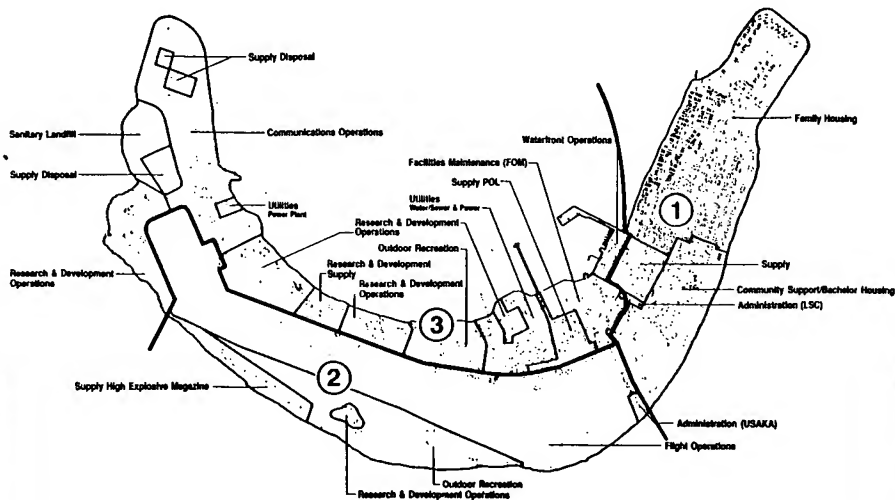 Supply Disposal
Sanitary Landfill
Communications Operations
Supply Disposal
Utilities
Power Plant
Research & Development
Operations
Research & Development
Operations
Research & Development
Supply
Research & Development
Operations
Outdoor Recreation
Utilities
Water/Sewer & Power
Supply POL
Facilities Maintenance (FOM)
Waterfront Operations
Family Housing
1
Supply
Community Support/Bachelor Housing
Administration (LSC)
3
2
Supply High Explosive Magazine
Administration (USAKA)
Flight Operations
Outdoor Recreation
Research & Development Operations